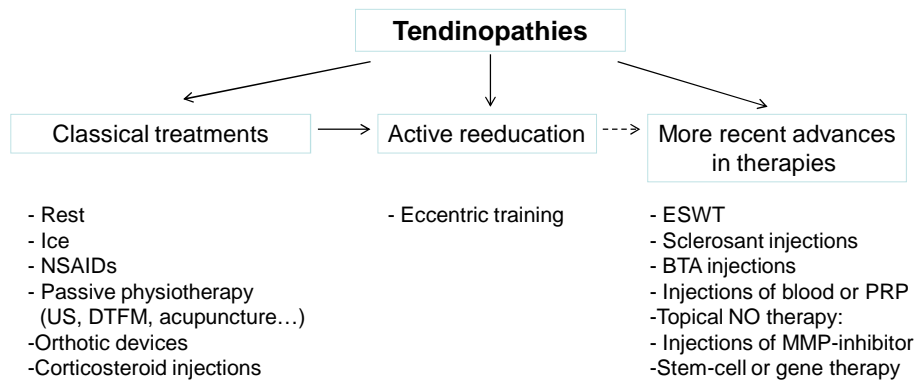 Tendinopathies
Classical treatments
Active reeducation
More recent advances
in therapies
- Rest
- Ice
- NSAIDs
- Passive physiotherapy
(US, DTFM, acupuncture…)
-Orthotic devices
-Corticosteroid injections
- Eccentric training
- ESWT
- Sclerosant injections
- BTA injections
- Injections of blood or PRP
-Topical NO therapy:
- Injections of MMP-inhibitor
-Stem-cell or gene therapy